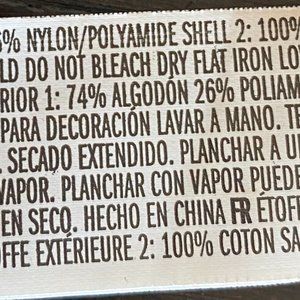 6% NYLON/POLYAMIDE SHELL 2: 100%
LD DO NOT BLEACH DRY FLAT IRON LO
RIOR 1: 74% ALGODÓN 26% POLIAM
PARA DECORACIÓN LAVAR A MANO. T
. SECADO EXTENDIDO. PLANCHAR A U
VAPOR. PLANCHAR CON VAPOR PUEDE
EN SECO. HECHO EN CHINA FR ÉTOFF
OFFE EXTÉRIEURE 2: 100% COTON SA